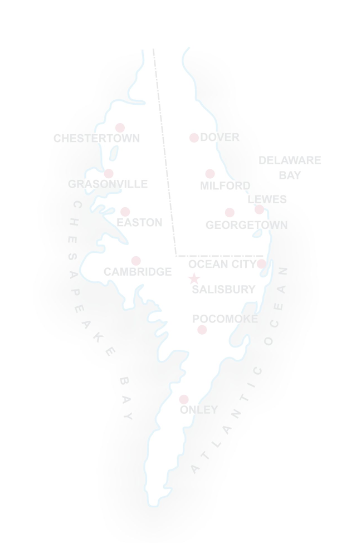 CHESTERTOWN
DOVER
DELAWARE
BAY
GRASONVILLE
MILFORD
LEWES
EASTON
GEORGETOWN
CHESAPEAKE BAY
OCEAN CITY
CAMBRIDGE
SALISBURY
POCOMOKE
ATLANTIC OCEAN
ONLEY